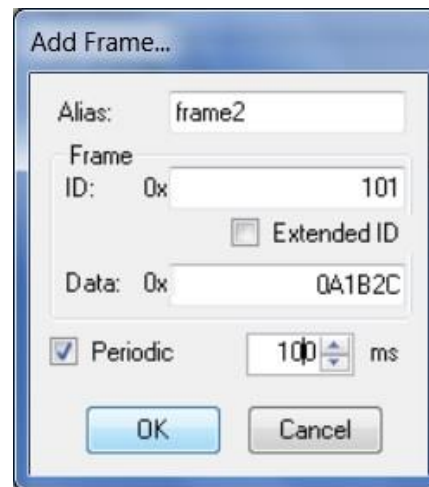 Add Frame...
Alias: frame2
Frame
ID: 0x 101
Extended ID
Data: 0x 0A1B2C
Periodic 100 ms
OK Cancel